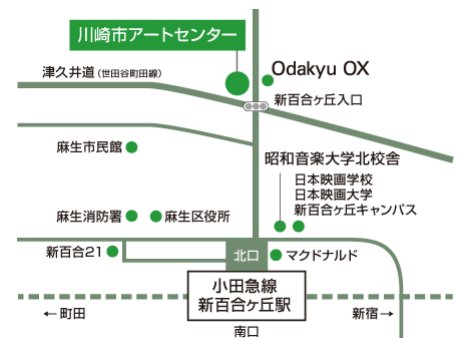 川崎市アートセンター
Odakyu OX
津久井道（世田谷町田線）
新百合ヶ丘入口
麻生市民館
昭和音楽大学北校舎
日本映画学校
日本映画大学
新百合ヶ丘キャンパス
麻生消防署
麻生区役所
新百合21
北口
マクドナルド
小田急線
新百合ヶ丘駅
←町田
新宿→
南口